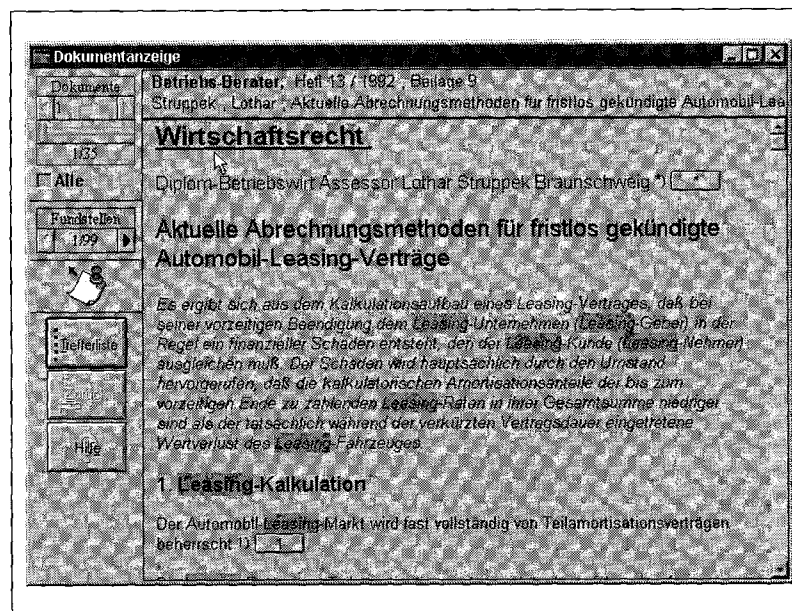 Dokumentanzeige
Dokumente
1
1/35
Alle
Fundstellen
1/99
Trefferliste
Zurück
Hilfe
Betriebs-Berater, Heft 13 / 1992 , Beilage 9
Struppek , Lothar , Aktuelle Abrechnungsmethoden für fristlos gekündigte Automobil-Lea
Wirtschaftsrecht
Diplom-Betriebswirt Assessor Lothar Struppek Braunschweig *) *
Aktuelle Abrechnungsmethoden für fristlos gekündigte
Automobil-Leasing-Verträge
Es ergibt sich aus dem Kalkulationsaufbau eines Leasing-Vertrages, daß bei
seiner vorzeitigen Beendigung dem Leasing-Unternehmen (Leasing-Geber) in der
Regel ein finanzieller Schaden entsteht, den der Leasing-Kunde (Leasing-Nehmer)
ausgleichen muß. Der Schaden wird hauptsächlich durch den Umstand
hervorgerufen, daß die kalkulatorischen Amortisationsanteile der bis zum
vorzeitigen Ende zu zahlenden Leasing-Raten in ihrer Gesamtsumme niedriger
sind als der tatsächlich während der verkürzten Vertragsdauer eingetretene
Wertverlust des Leasing-Fahrzeuges.
1. Leasing-Kalkulation
Der Automobil-Leasing-Markt wird fast vollständig von Teilamortisationsverträgen
beherrscht 1) 1